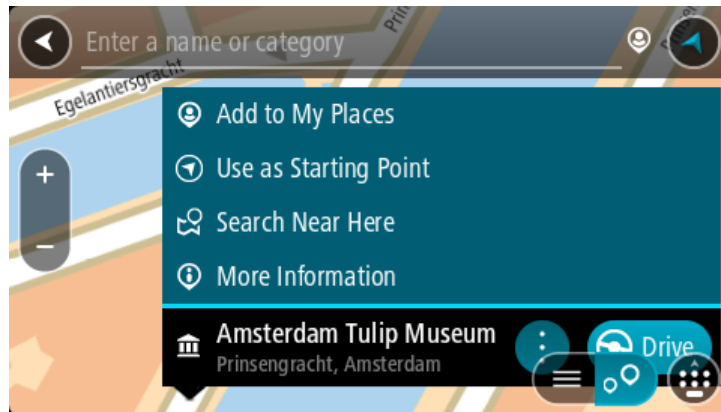 Enter a name or category
Prin
Egelantiersgracht
Add to My Places
Use as Starting Point
Search Near Here
More Information
Amsterdam Tulip Museum
Prinsengracht, Amsterdam
Drive